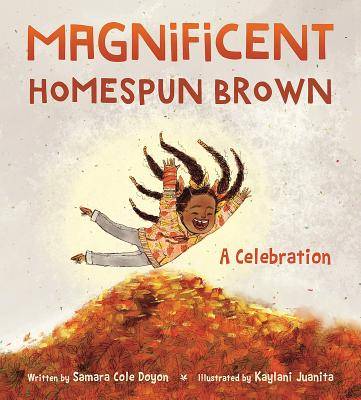 MAGNiFiCENT
HOMESPUN BROWN
A Celebration
Written by Samara Cole Doyon
Illustrated by Kaylani Juanita